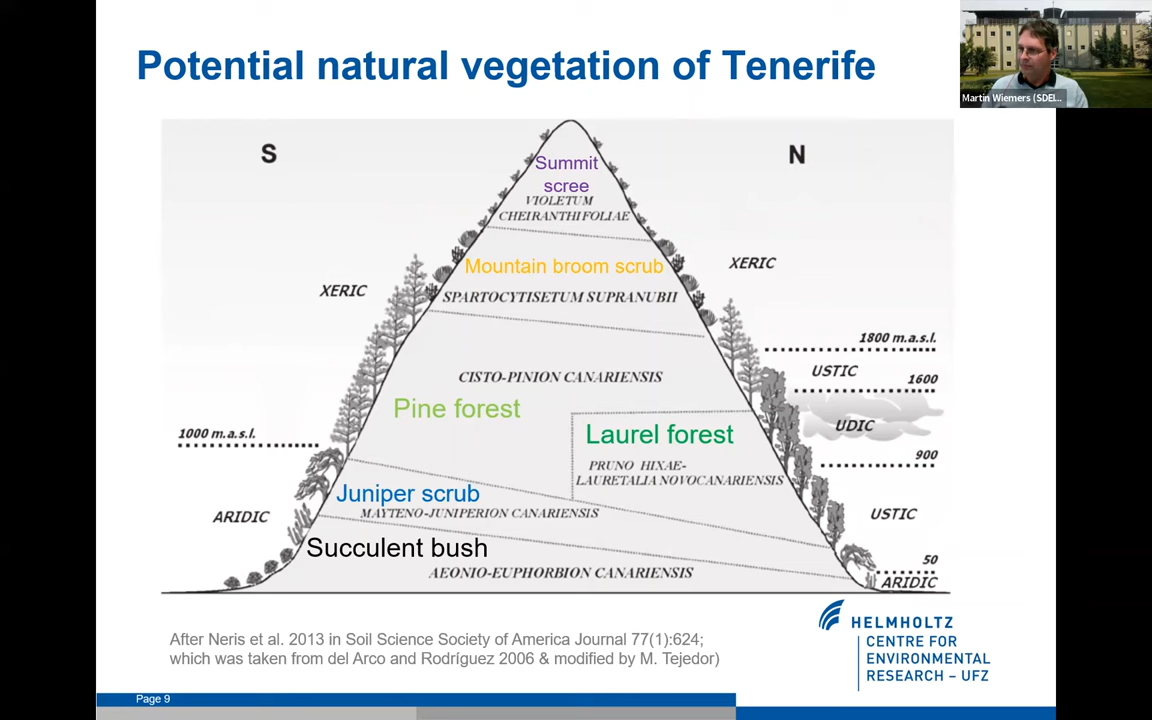 Potential natural vegetation of Tenerife
Martin Wiemers (SDEI...
S
N
Summit
scree
VIOLETUM
CHEIRANTHIFOLIAE
Mountain broom scrub
XERIC
XERIC
SPARTOCYTISETUM SUPRANUBII
1800 m.a.s.l.
USTIC
1600
CISTO-PINION CANARIENSIS
Pine forest
Laurel forest
UDIC
1000 m.a.s.l.
900
PRUNO HIXAE-
LAURETALIA NOVOCANARIENSIS
Juniper scrub
MAYTENO-JUNIPERION CANARIENSIS
ARIDIC
USTIC
Succulent bush
AEONIO-EUPHORBION CANARIENSIS
50
ARIDIC
After Neris et al. 2013 in Soil Science Society of America Journal 77(1):624;
which was taken from del Arco and Rodríguez 2006 & modified by M. Tejedor)
HELMHOLTZ
CENTRE FOR
ENVIRONMENTAL
RESEARCH – UFZ
Page 9